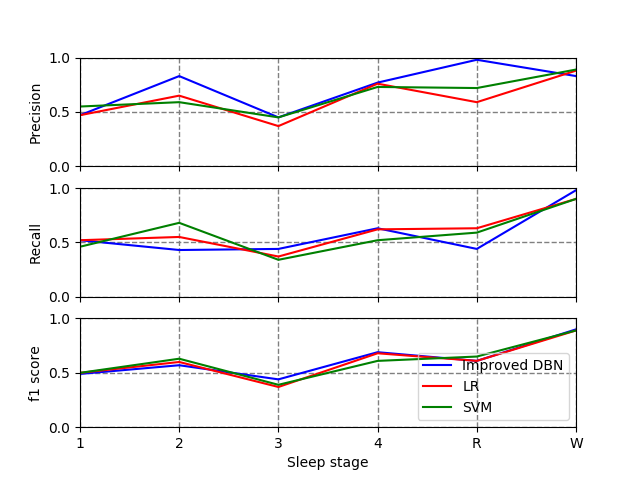 1.0
Precision
0.5
0.0
1.0
Recall
0.5
0.0
1.0
f1 score
0.5
0.0
Improved DBN
LR
SVM
1 2 3 4 R W
Sleep stage